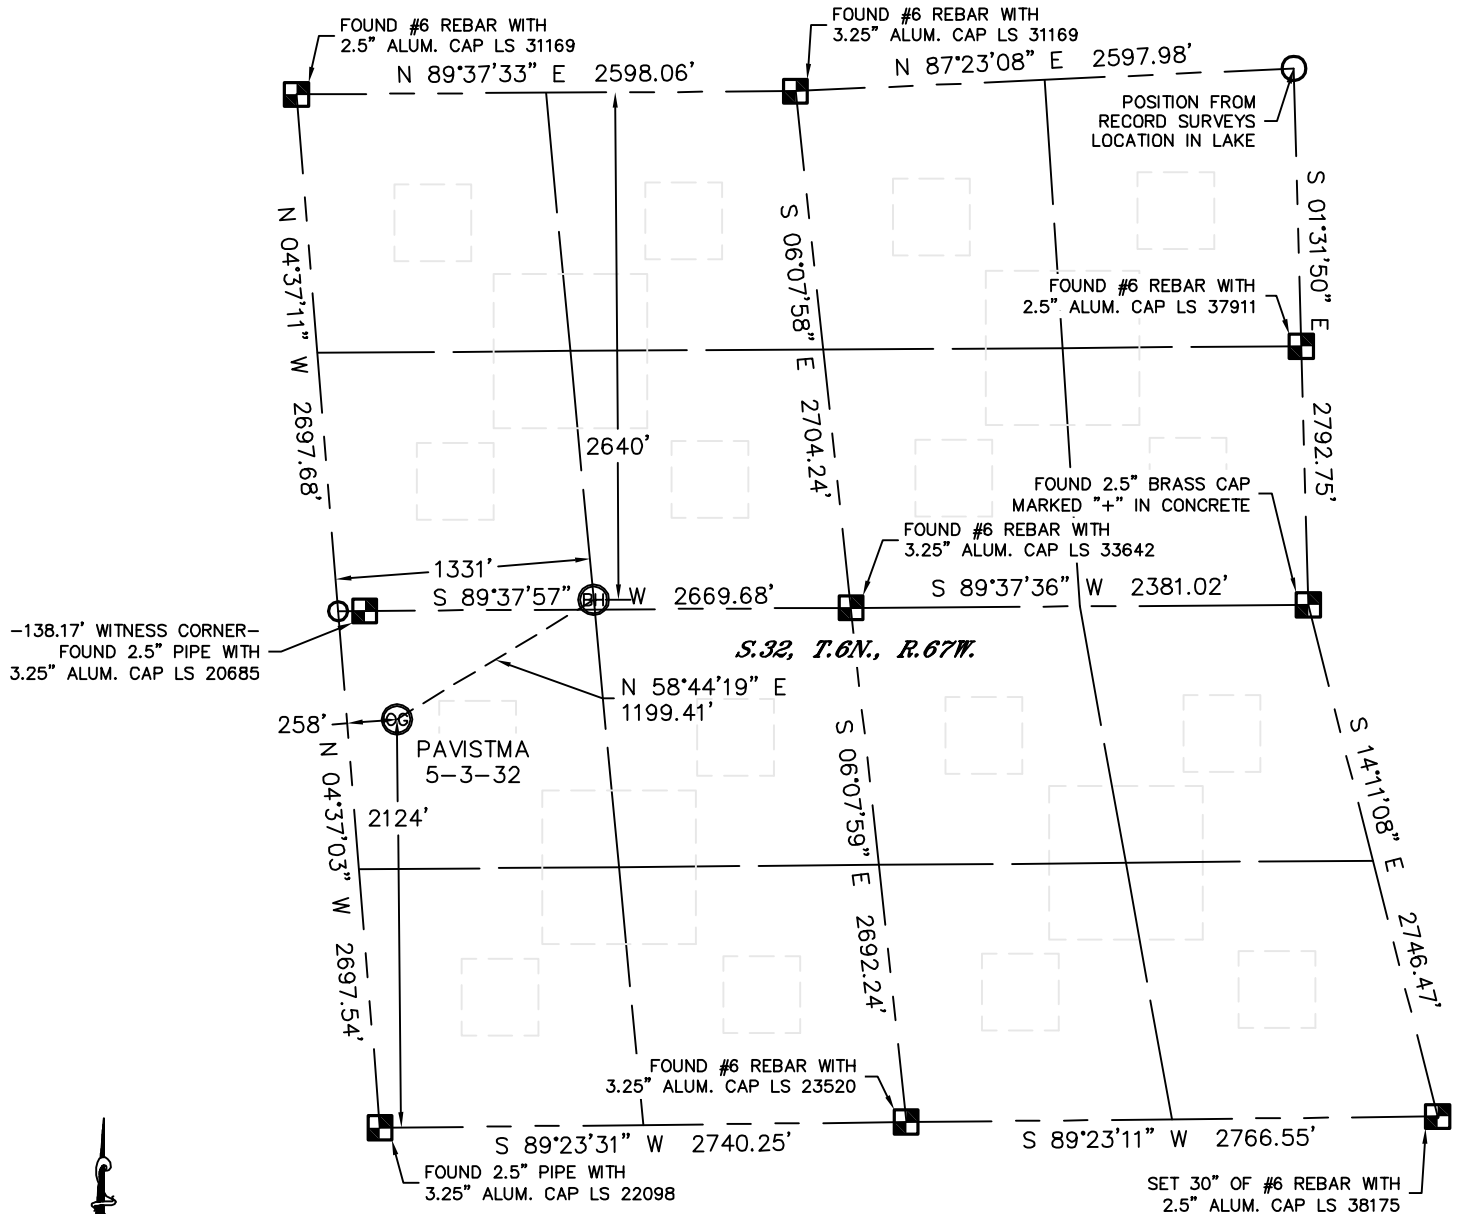 FOUND #6 REBAR WITH
2.5" ALUM. CAP LS 31169
FOUND #6 REBAR WITH
3.25" ALUM. CAP LS 31169
N 89°37'33" E 2598.06'
N 87°23'08" E 2597.98'
POSITION FROM
RECORD SURVEYS
LOCATION IN LAKE
N 04°37'11" W 2697.68'
S 06°07'58" E 2704.24'
S 01°31'50" E 2792.75'
FOUND #6 REBAR WITH
2.5" ALUM. CAP LS 37911
2640'
FOUND 2.5" BRASS CAP
MARKED "+" IN CONCRETE
FOUND #6 REBAR WITH
3.25" ALUM. CAP LS 33642
1331'
S 89°37'57" W 2669.68'
BH
S 89°37'36" W 2381.02'
-138.17' WITNESS CORNER-
FOUND 2.5" PIPE WITH
3.25" ALUM. CAP LS 20685
S.32, T.6N., R.67W.
N 58°44'19" E
1199.41'
258'
OG
PAVISTMA
5-3-32
2124'
N 04°37'03" W 2697.54'
S 06°07'59" E 2692.24'
S 14°11'08" E 2746.47'
FOUND #6 REBAR WITH
3.25" ALUM. CAP LS 23520
S 89°23'31" W 2740.25'
S 89°23'11" W 2766.55'
FOUND 2.5" PIPE WITH
3.25" ALUM. CAP LS 22098
SET 30" OF #6 REBAR WITH
2.5" ALUM. CAP LS 38175